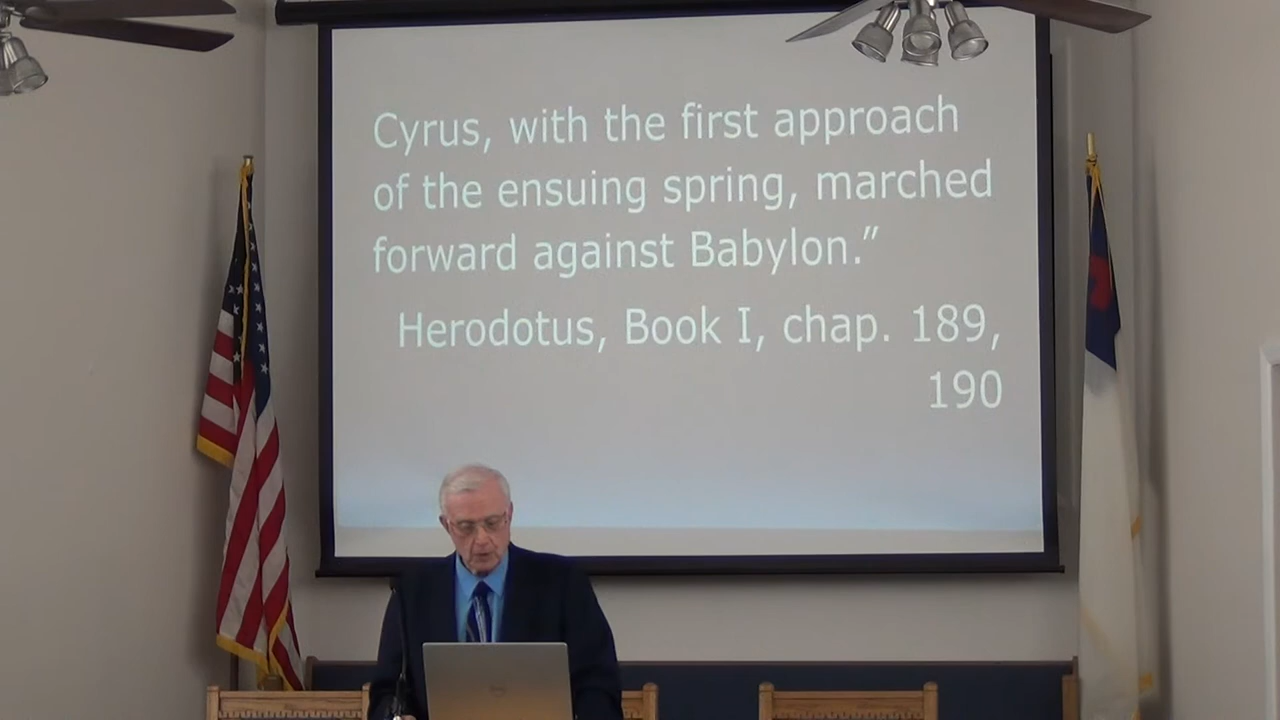 Cyrus, with the first approach
of the ensuing spring, marched
forward against Babylon.”
Herodotus, Book I, chap. 189,
190